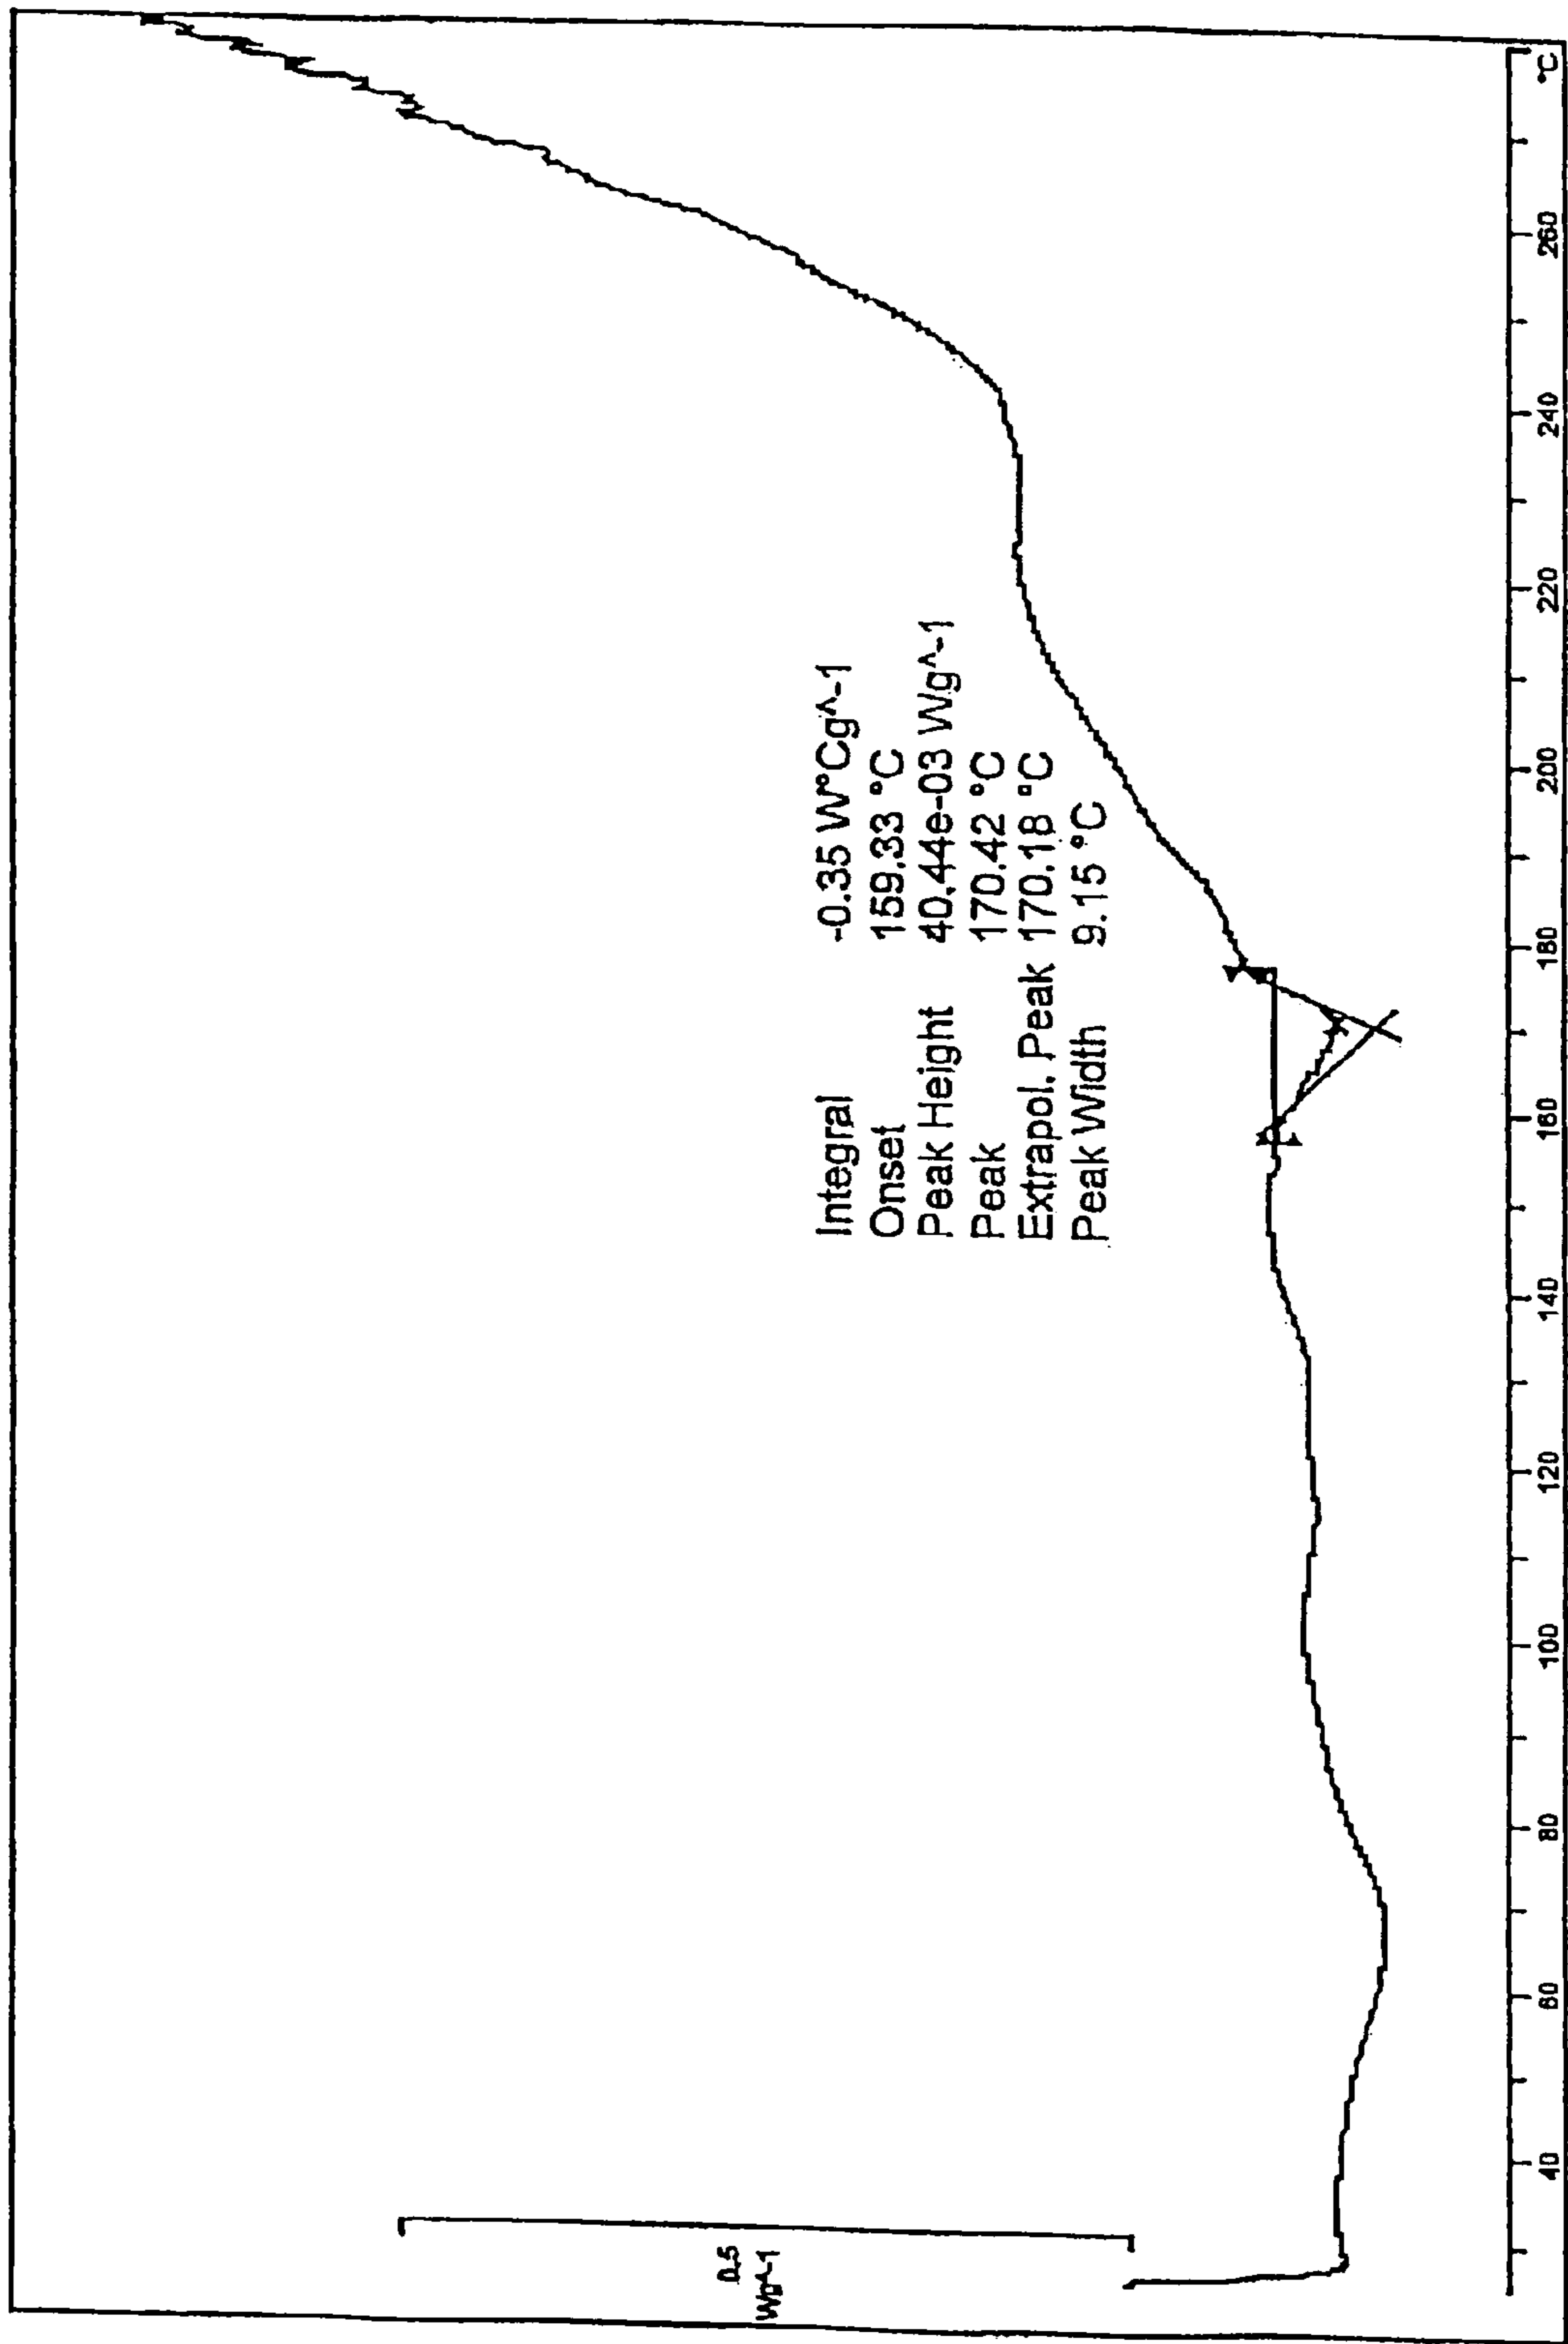 0.5
Wg^-1
Integral -0.35 W°Cg^-1
Onset 159.33 °C
Peak Height 40.44e-03 Wg^-1
Peak 170.42 °C
Extrapol. Peak 170.18 °C
Peak Width 9.15 °C
40 60 80 100 120 140 160 180 200 220 240 260 °C